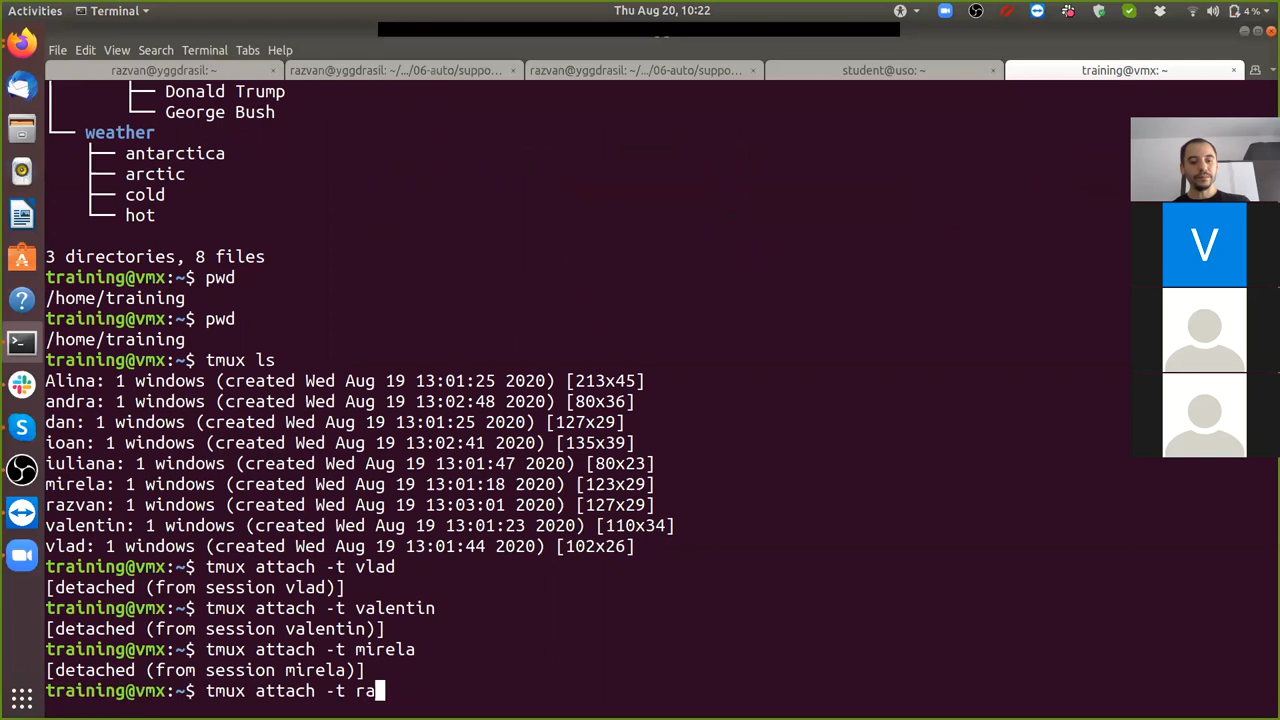 Activities Terminal Thu Aug 20, 10:22 4 %
File Edit View Search Terminal Tabs Help
razvan@yggdrasil: ~ × razvan@yggdrasil: ~/.../06-auto/suppo... × razvan@yggdrasil: ~/.../06-auto/suppo... × student@uso: ~ × training@vmx: ~ ×
├── Donald Trump
└── George Bush
└── weather
├── antarctica
├── arctic
├── cold
└── hot
3 directories, 8 files
training@vmx:~$ pwd
/home/training
training@vmx:~$ pwd
/home/training
training@vmx:~$ tmux ls
Alina: 1 windows (created Wed Aug 19 13:01:25 2020) [213x45]
andra: 1 windows (created Wed Aug 19 13:02:48 2020) [80x36]
dan: 1 windows (created Wed Aug 19 13:01:25 2020) [127x29]
ioan: 1 windows (created Wed Aug 19 13:02:41 2020) [135x39]
iuliana: 1 windows (created Wed Aug 19 13:01:47 2020) [80x23]
mirela: 1 windows (created Wed Aug 19 13:01:18 2020) [123x29]
razvan: 1 windows (created Wed Aug 19 13:03:01 2020) [127x29]
valentin: 1 windows (created Wed Aug 19 13:01:23 2020) [110x34]
vlad: 1 windows (created Wed Aug 19 13:01:44 2020) [102x26]
training@vmx:~$ tmux attach -t vlad
[detached (from session vlad)]
training@vmx:~$ tmux attach -t valentin
[detached (from session valentin)]
training@vmx:~$ tmux attach -t mirela
[detached (from session mirela)]
training@vmx:~$ tmux attach -t ra
V